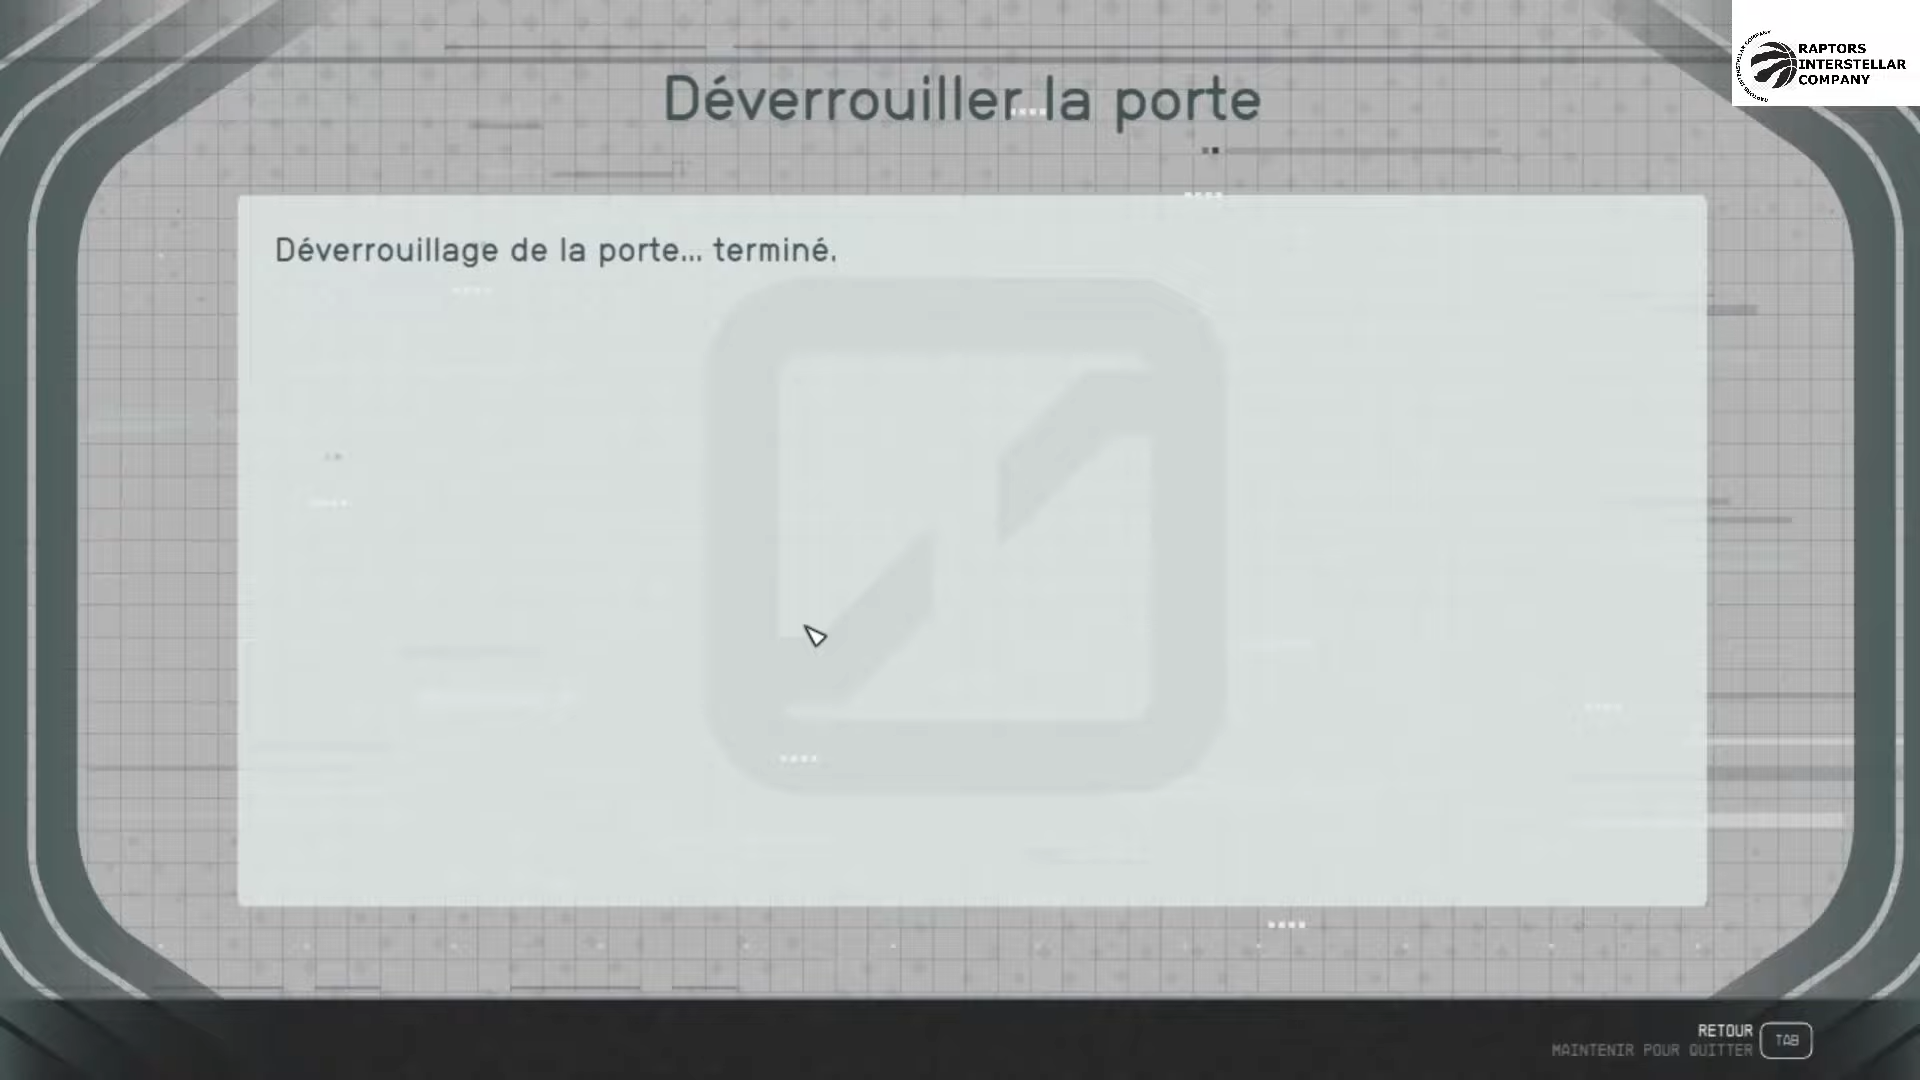 RAPTORS
INTERSTELLAR
COMPANY
Déverrouiller la porte
Déverrouillage de la porte... terminé.
RETOUR
MAINTENIR POUR QUITTER
TAB